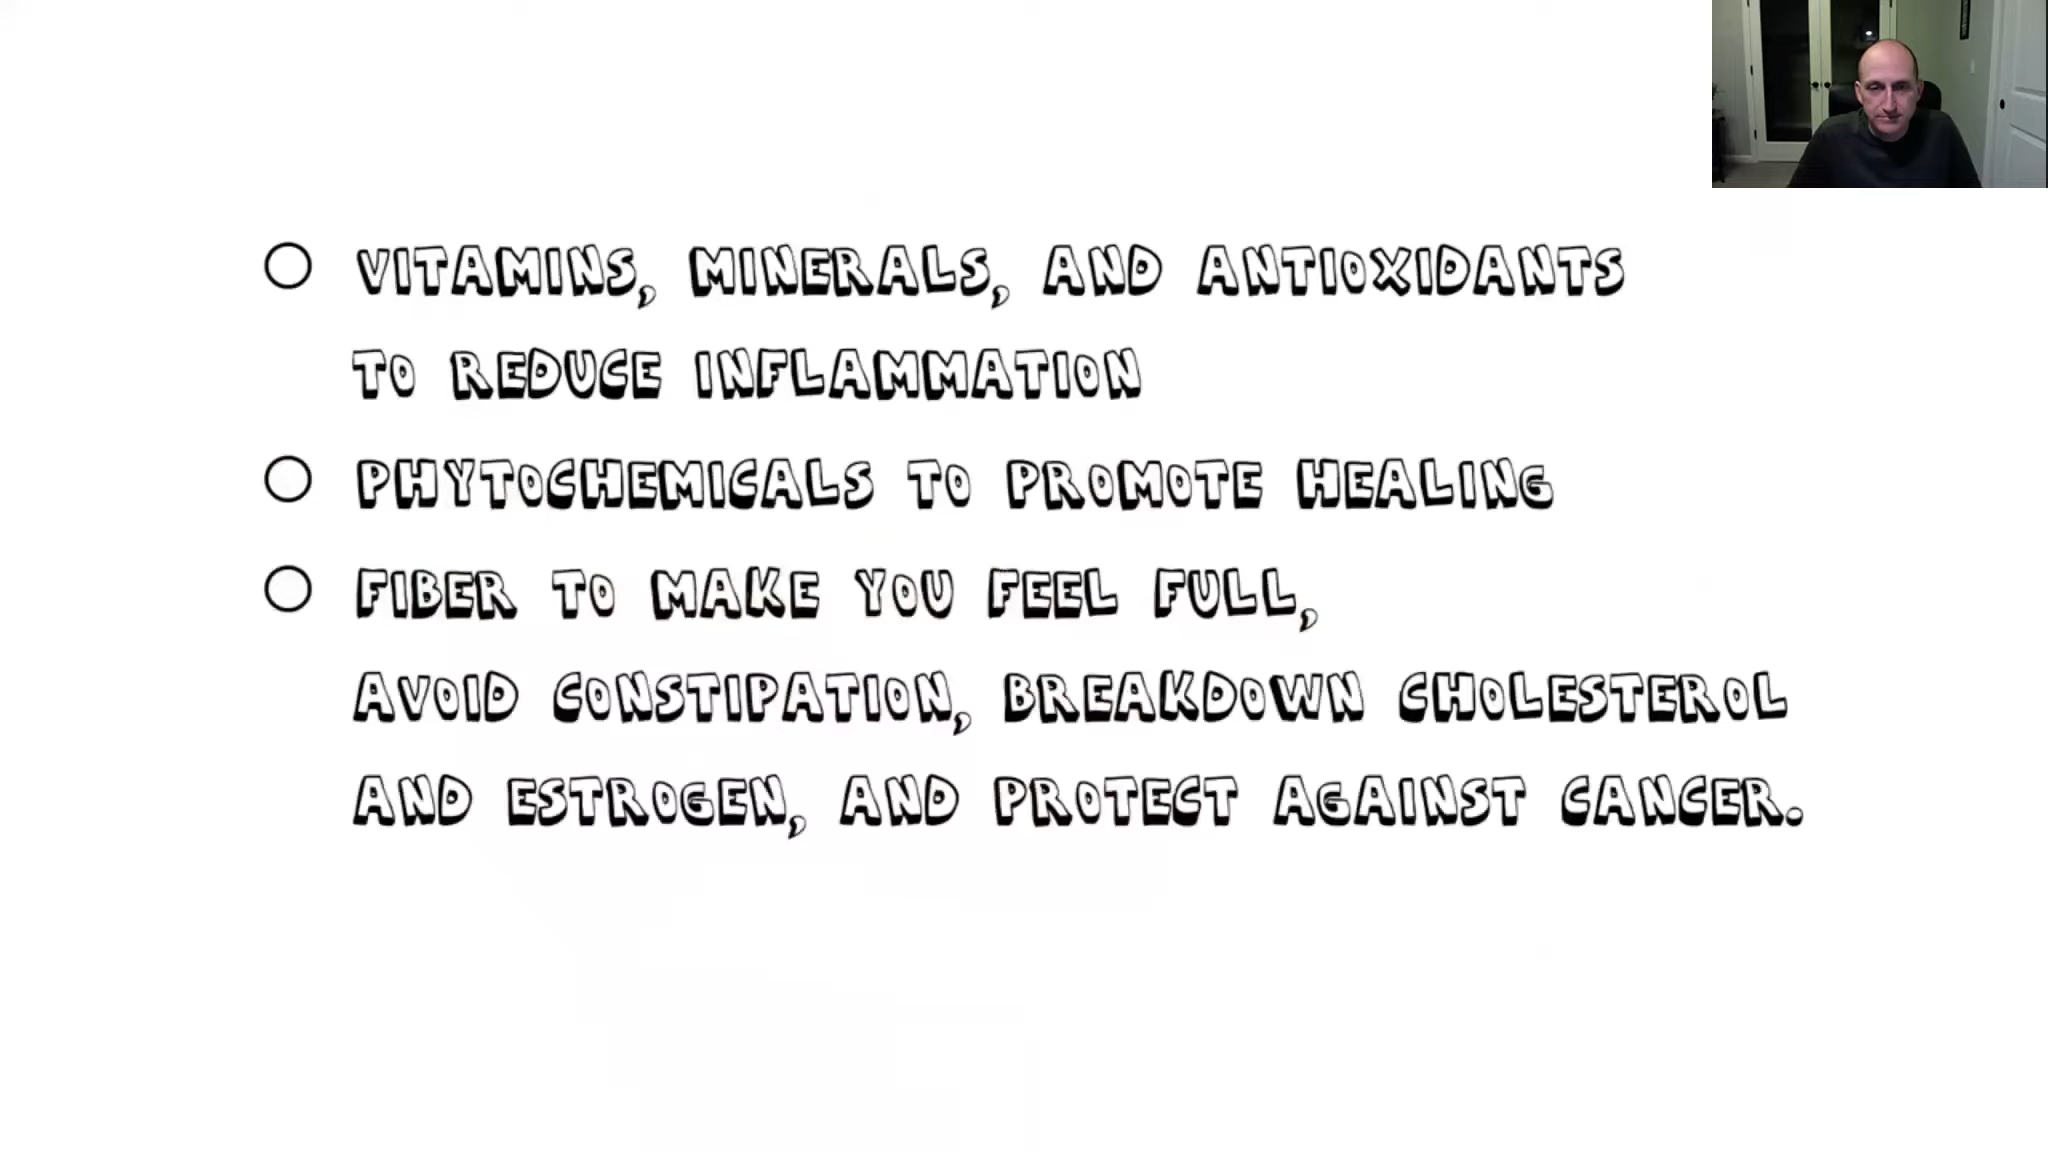 VITAMINS, MINERALS, AND ANTIOXIDANTS
TO REDUCE INFLAMMATION
PHYTOCHEMICALS TO PROMOTE HEALING
FIBER TO MAKE YOU FEEL FULL,
AVOID CONSTIPATION, BREAKDOWN CHOLESTEROL
AND ESTROGEN, AND PROTECT AGAINST CANCER.